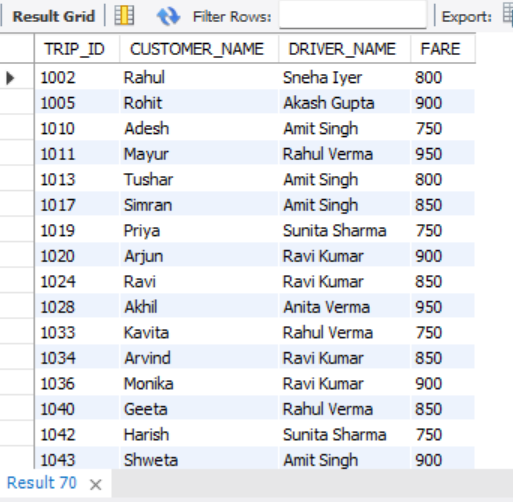 Result Grid Filter Rows: Export:
TRIP_ID CUSTOMER_NAME DRIVER_NAME FARE
1002 Rahul Sneha Iyer 800
1005 Rohit Akash Gupta 900
1010 Adesh Amit Singh 750
1011 Mayur Rahul Verma 950
1013 Tushar Amit Singh 800
1017 Simran Amit Singh 850
1019 Priya Sunita Sharma 750
1020 Arjun Ravi Kumar 900
1024 Ravi Ravi Kumar 850
1028 Akhil Anita Verma 950
1033 Kavita Rahul Verma 750
1034 Arvind Ravi Kumar 850
1036 Monika Ravi Kumar 900
1040 Geeta Rahul Verma 850
1042 Harish Sunita Sharma 750
1043 Shweta Amit Singh 900
Result 70